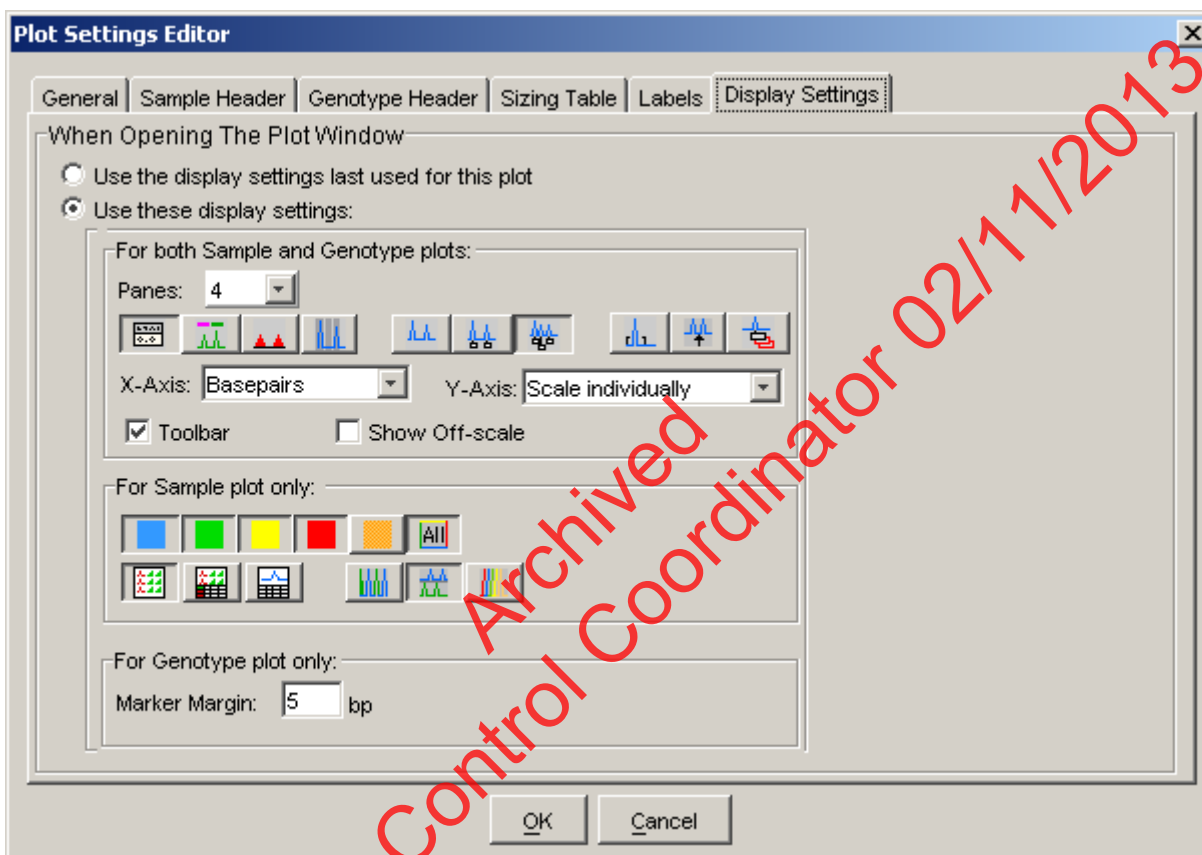 Plot Settings Editor
General Sample Header Genotype Header Sizing Table Labels Display Settings
When Opening The Plot Window
Use the display settings last used for this plot
Use these display settings:
For both Sample and Genotype plots:
Panes: 4
X-Axis: Basepairs Y-Axis: Scale individually
Toolbar Show Off-scale
For Sample plot only:
All
For Genotype plot only:
Marker Margin: 5 bp
OK Cancel
Archived
Control Coordinator 02/11/2013